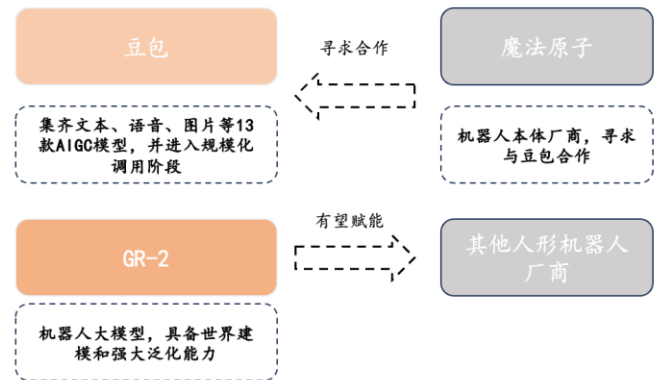 豆包
寻求合作
魔法原子
集齐文本、语音、图片等13
款AIGC模型，并进入规模化
调用阶段
机器人本体厂商，寻求
与豆包合作
GR-2
有望赋能
其他人形机器人
厂商
机器人大模型，具备世界建
模和强大泛化能力